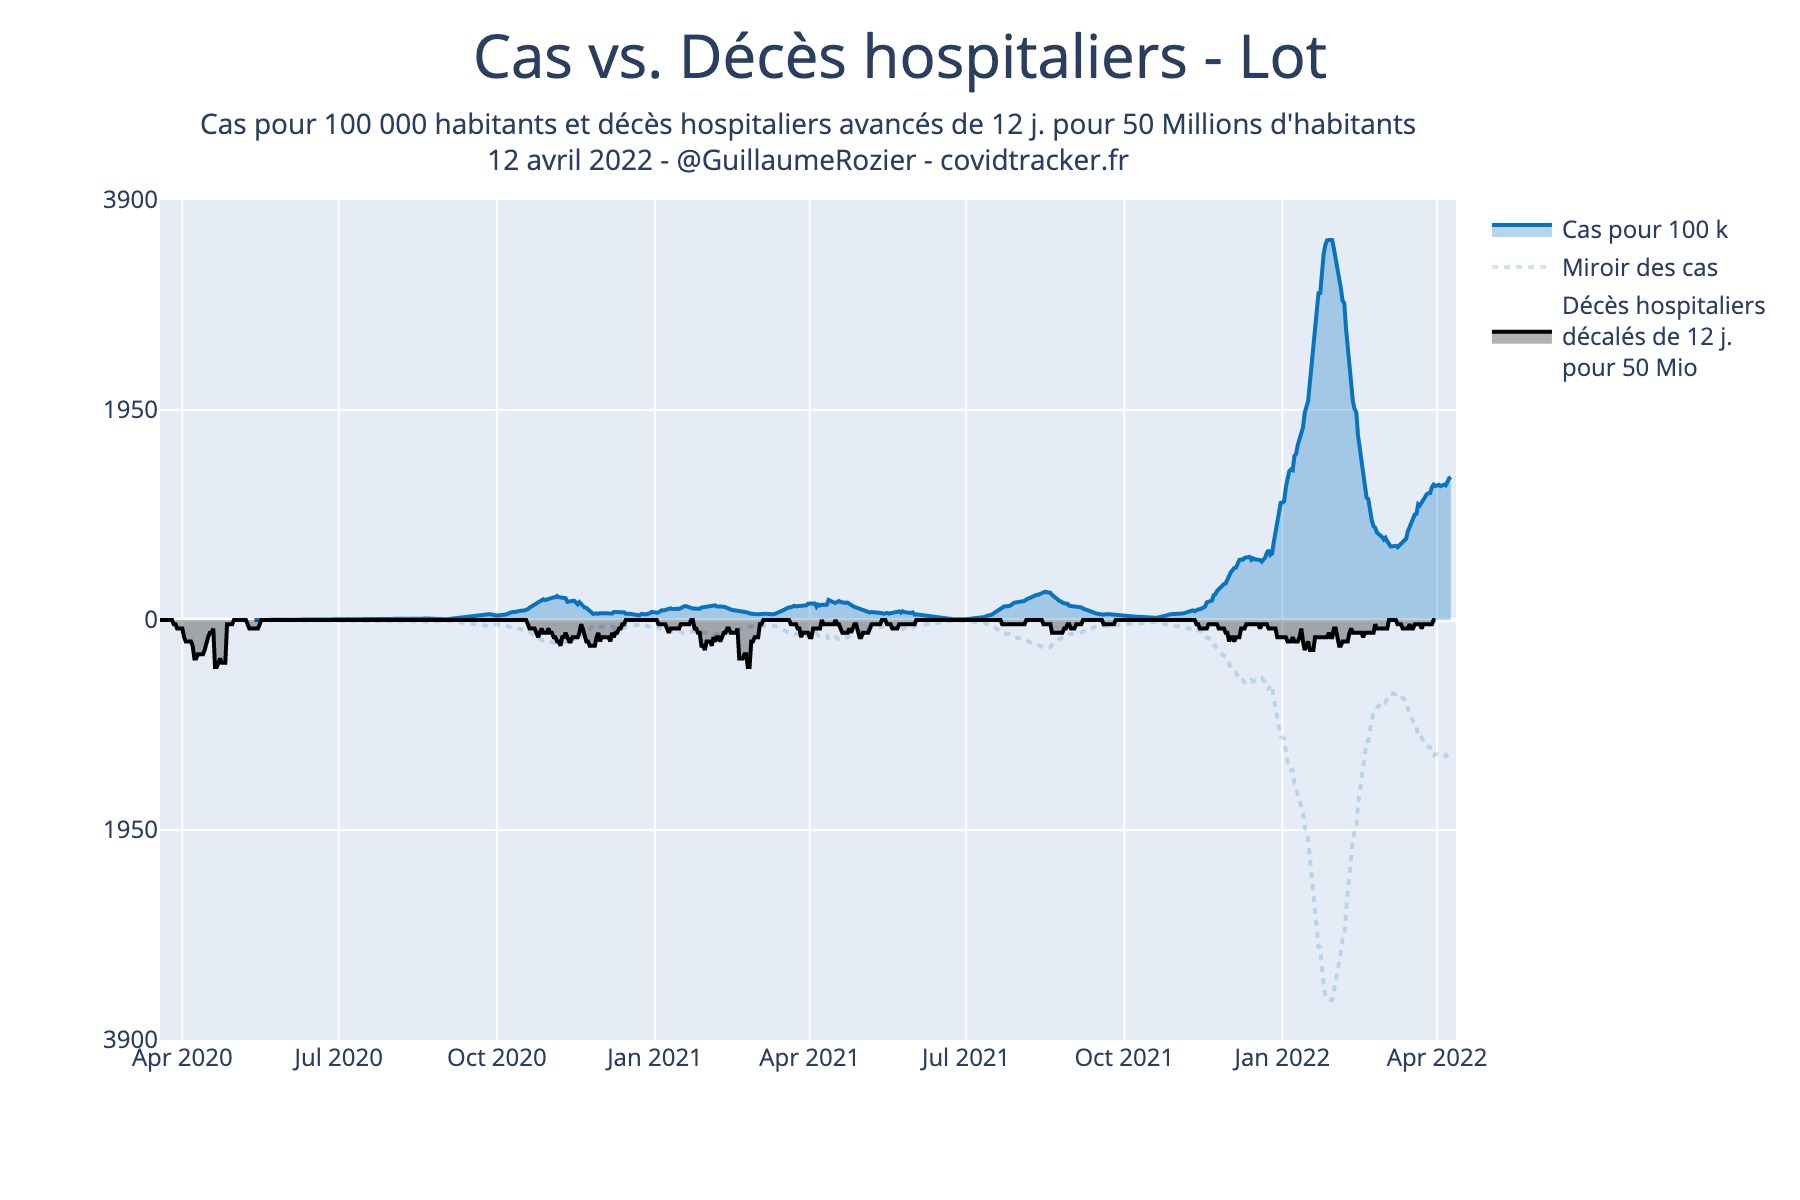 Cas vs. Décès hospitaliers - Lot
Cas pour 100 000 habitants et décès hospitaliers avancés de 12 j. pour 50 Millions d'habitants
12 avril 2022 - @GuillaumeRozier - covidtracker.fr
3900
1950
0
1950
3900
Apr 2020
Jul 2020
Oct 2020
Jan 2021
Apr 2021
Jul 2021
Oct 2021
Jan 2022
Apr 2022
Cas pour 100 k
Miroir des cas
Décès hospitaliers
décalés de 12 j.
pour 50 Mio